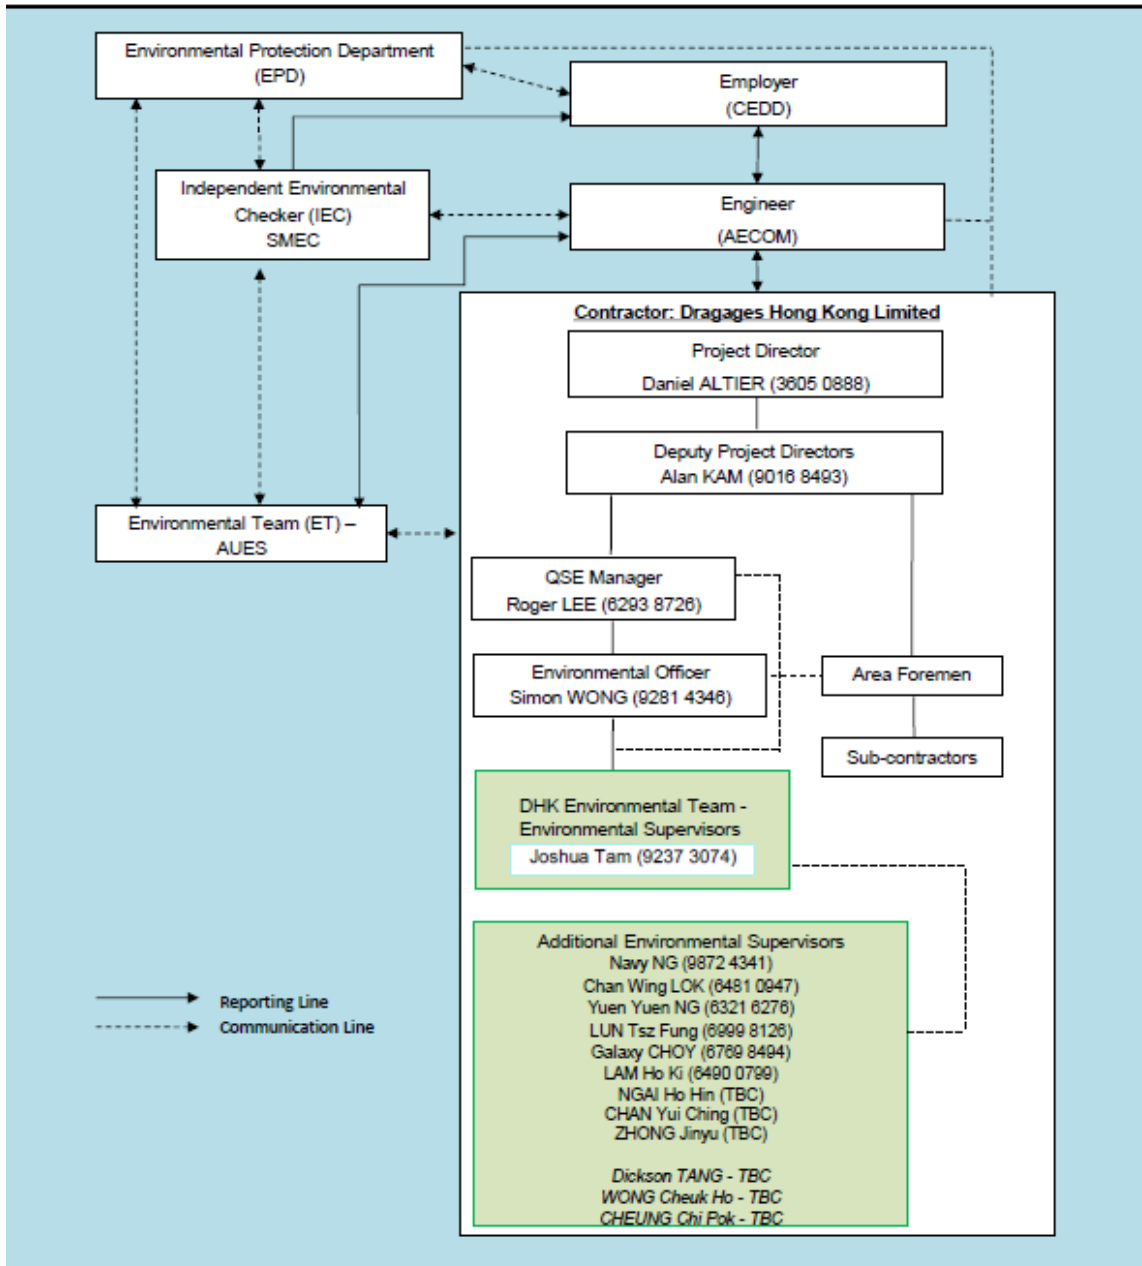 Environmental Protection Department
(EPD)
Employer
(CEDD)
Independent Environmental
Checker (IEC)
SMEC
Engineer
(AECOM)
Contractor: Dragages Hong Kong Limited
Project Director
Daniel ALTIER (3605 0888)
Deputy Project Directors
Alan KAM (9016 8493)
Environmental Team (ET) –
AUES
QSE Manager
Roger LEE (6293 8726)
Environmental Officer
Simon WONG (9281 4346)
Area Foremen
Sub-contractors
DHK Environmental Team -
Environmental Supervisors
Joshua Tam (9237 3074)
Additional Environmental Supervisors
Navy NG (9872 4341)
Chan Wing LOK (6481 0947)
Yuen Yuen NG (6321 6276)
LUN Tsz Fung (6999 8126)
Galaxy CHOY (6769 8494)
LAM Ho Ki (6490 0799)
NGAI Ho Hin (TBC)
CHAN Yui Ching (TBC)
ZHONG Jinyu (TBC)
Dickson TANG - TBC
WONG Cheuk Ho - TBC
CHEUNG Chi Pok - TBC
Reporting Line
Communication Line